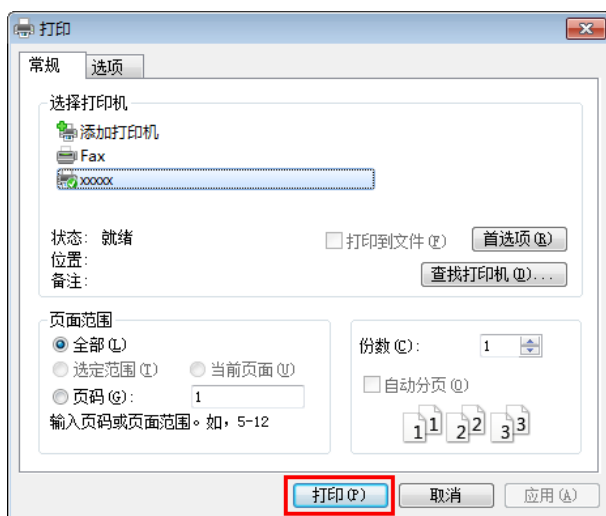 打印
常规 选项
选择打印机
添加打印机
Fax
xxxxx
状态: 就绪
打印到文件(F) 首选项(R)
位置:
备注:
查找打印机(D)...
页面范围
全部(L)
选定范围(T) 当前页面(U)
页码(G): 1
输入页码或页面范围。如，5-12
份数(C): 1
自动分页(O)
1 1 2 2 3 3
打印(P) 取消 应用(A)